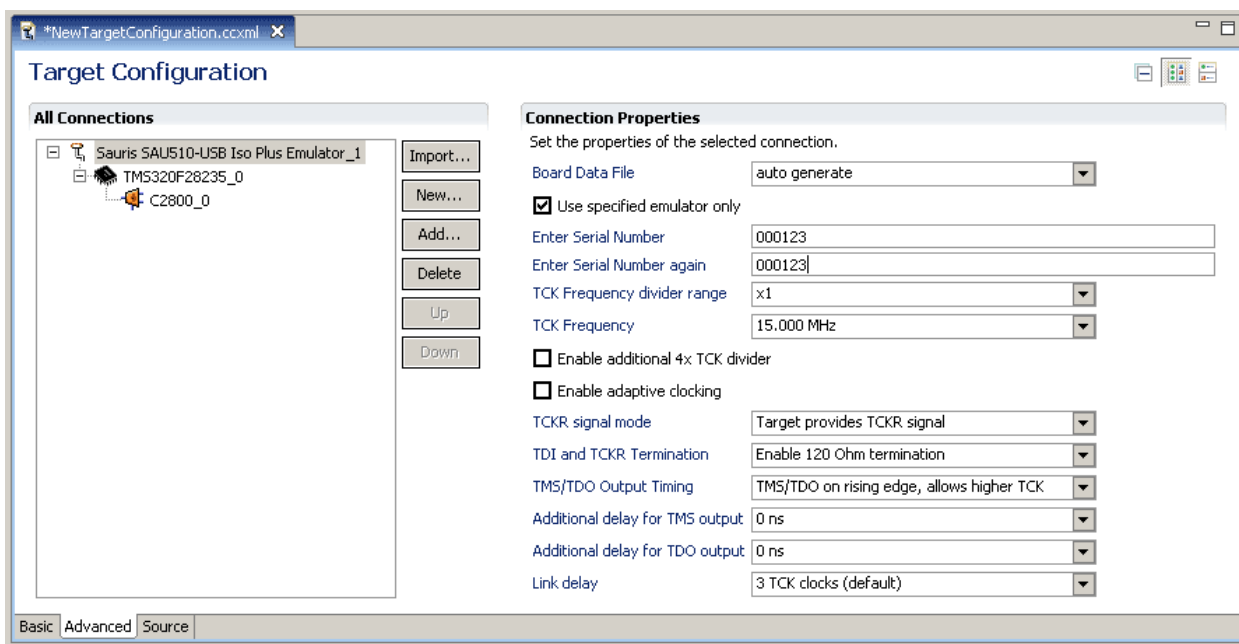 *NewTargetConfiguration.ccxml
Target Configuration
All Connections
Sauris SAU510-USB Iso Plus Emulator_1
TMS320F28235_0
C2800_0
Import...
New...
Add...
Delete
Up
Down
Connection Properties
Set the properties of the selected connection.
Board Data File auto generate
Use specified emulator only
Enter Serial Number 000123
Enter Serial Number again 000123
TCK Frequency divider range x1
TCK Frequency 15.000 MHz
Enable additional 4x TCK divider
Enable adaptive clocking
TCKR signal mode Target provides TCKR signal
TDI and TCKR Termination Enable 120 Ohm termination
TMS/TDO Output Timing TMS/TDO on rising edge, allows higher TCK
Additional delay for TMS output 0 ns
Additional delay for TDO output 0 ns
Link delay 3 TCK clocks (default)
Basic Advanced Source